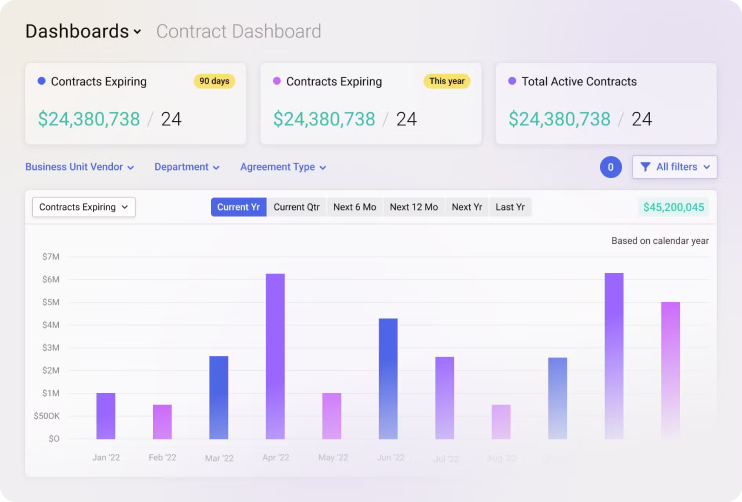 Dashboards Contract Dashboard
Contracts Expiring 90 days
$24,380,738 / 24
Contracts Expiring This year
$24,380,738 / 24
Total Active Contracts
$24,380,738 / 24
Business Unit Vendor Department Agreement Type 0 All filters
Contracts Expiring Current Yr Current Qtr Next 6 Mo Next 12 Mo Next Yr Last Yr $45,200,045
Based on calendar year
$7M
$6M
$5M
$4M
$3M
$2M
$1M
$500K
$0
Jan '22 Feb '22 Mar '22 Apr '22 May '22 Jun '22 Jul '22 Aug '22